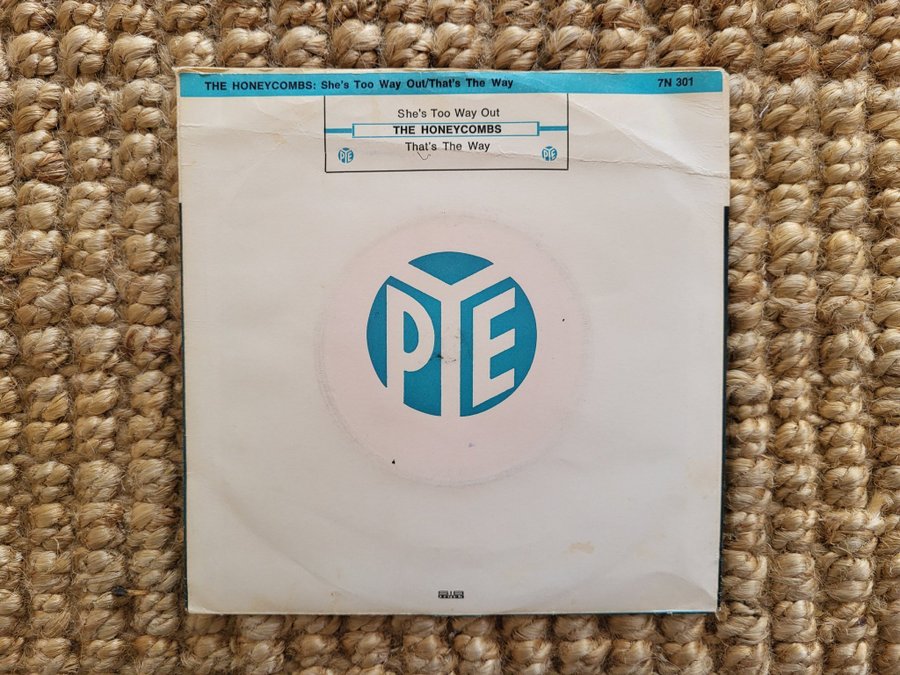 THE HONEYCOMBS: She's Too Way Out/That's The Way 7N 301
She's Too Way Out
THE HONEYCOMBS
PYE That's The Way PYE
PYE